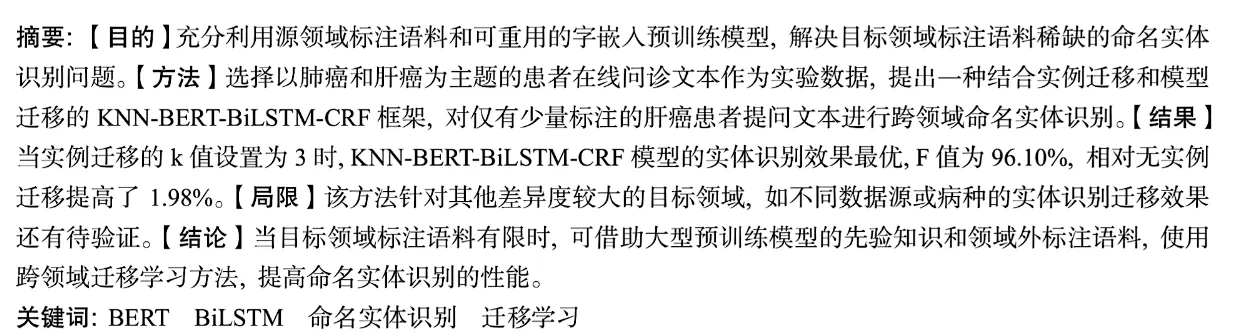 摘要:【目的】充分利用源领域标注语料和可重用的字嵌入预训练模型, 解决目标领域标注语料稀缺的命名实体
识别问题。【方法】选择以肺癌和肝癌为主题的患者在线问诊文本作为实验数据, 提出一种结合实例迁移和模型
迁移的 KNN-BERT-BiLSTM-CRF 框架, 对仅有少量标注的肝癌患者提问文本进行跨领域命名实体识别。【结果】
当实例迁移的 k 值设置为 3 时, KNN-BERT-BiLSTM-CRF 模型的实体识别效果最优, F 值为 96.10%, 相对无实例
迁移提高了 1.98%。【局限】该方法针对其他差异度较大的目标领域, 如不同数据源或病种的实体识别迁移效果
还有待验证。【结论】当目标领域标注语料有限时, 可借助大型预训练模型的先验知识和领域外标注语料, 使用
跨领域迁移学习方法, 提高命名实体识别的性能。
关键词: BERT BiLSTM 命名实体识别 迁移学习